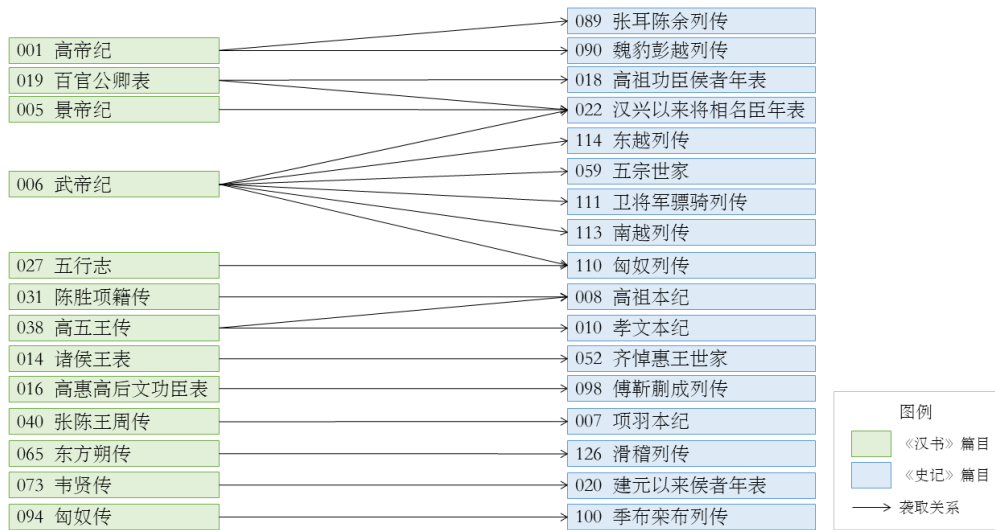 001 高帝纪
019 百官公卿表
005 景帝纪
006 武帝纪
027 五行志
031 陈胜项籍传
038 高五王传
014 诸侯王表
016 高惠高后文功臣表
040 张陈王周传
065 东方朔传
073 韦贤传
094 匈奴传
089 张耳陈余列传
090 魏豹彭越列传
018 高祖功臣侯者年表
022 汉兴以来将相名臣年表
114 东越列传
059 五宗世家
111 卫将军骠骑列传
113 南越列传
110 匈奴列传
008 高祖本纪
010 孝文本纪
052 齐悼惠王世家
098 傅靳蒯成列传
007 项羽本纪
126 滑稽列传
020 建元以来侯者年表
100 季布栾布列传
图例
《汉书》篇目
《史记》篇目
袭取关系